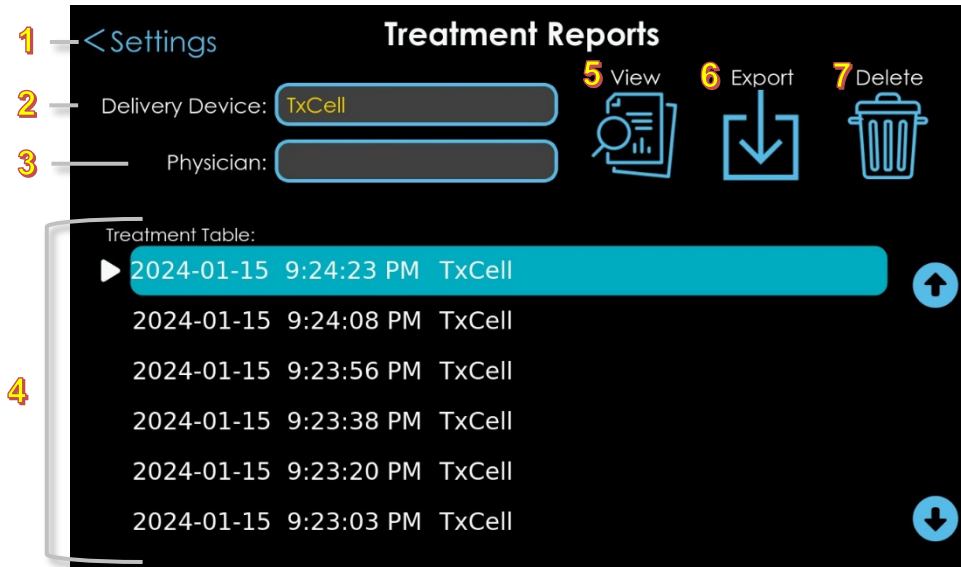 1 <Settings Treatment Reports
5 View 6 Export 7 Delete
2 Delivery Device: TxCell
3 Physician:
Treatment Table:
2024-01-15 9:24:23 PM TxCell
2024-01-15 9:24:08 PM TxCell
2024-01-15 9:23:56 PM TxCell
4
2024-01-15 9:23:38 PM TxCell
2024-01-15 9:23:20 PM TxCell
2024-01-15 9:23:03 PM TxCell